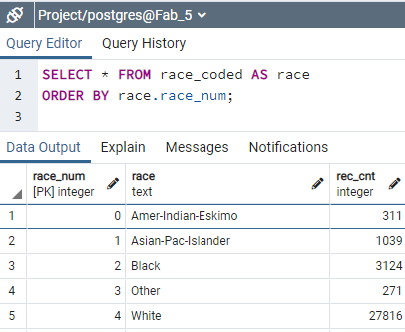 Project/postgres@Fab_5
Query Editor Query History
1 SELECT * FROM race_coded AS race
2 ORDER BY race.race_num;
3
Data Output Explain Messages Notifications
race_num race rec_cnt
[PK] integer text integer
1 0 Amer-Indian-Eskimo 311
2 1 Asian-Pac-Islander 1039
3 2 Black 3124
4 3 Other 271
5 4 White 27816